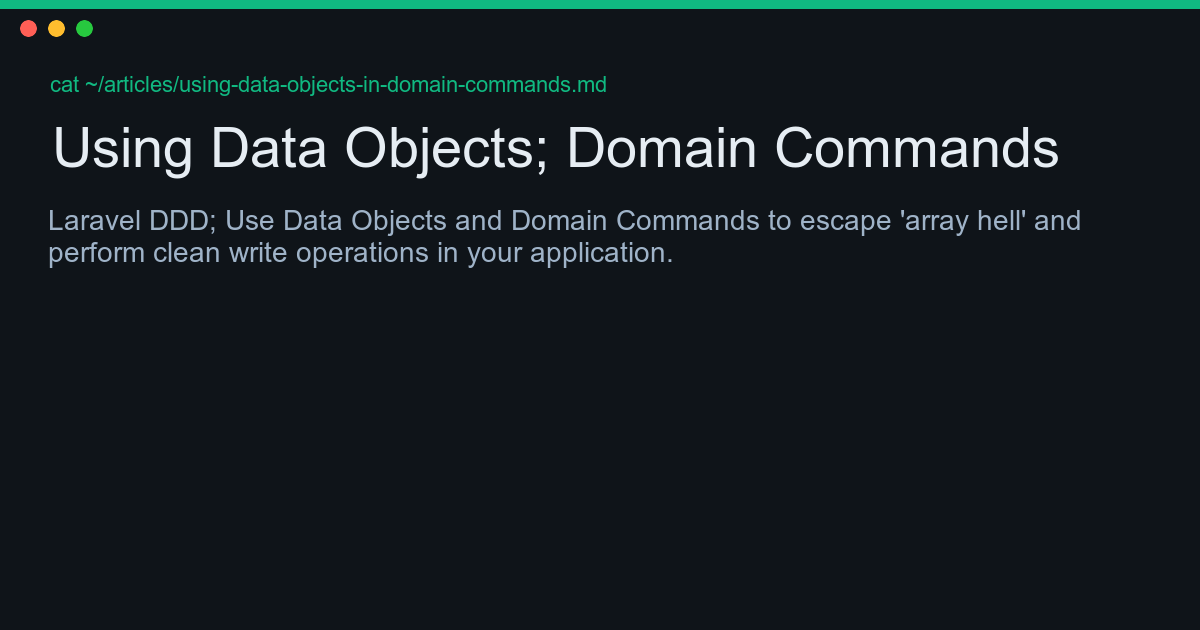 cat ~/articles/using-data-objects-in-domain-commands.md
Using Data Objects; Domain Commands
Laravel DDD; Use Data Objects and Domain Commands to escape 'array hell' and
perform clean write operations in your application.